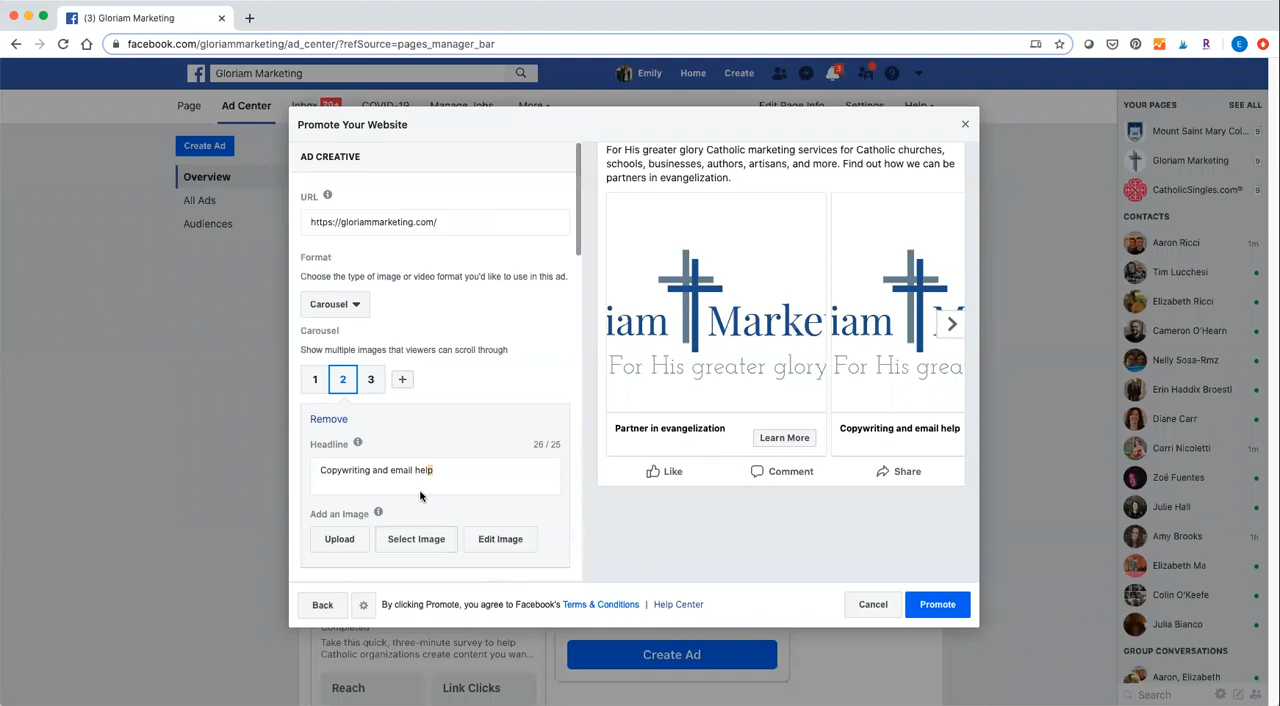 (3) Gloriam Marketing
facebook.com/gloriammarketing/ad_center/?refSource=pages_manager_bar
R
E
Gloriam Marketing
Emily
Home
Create
3
Page
Ad Center
Inbox 20+
COVID-19
Manage Jobs
More
Edit Page Info
Settings
Help
Create Ad
Overview
All Ads
Audiences
Promote Your Website
AD CREATIVE
URL
https://gloriammarketing.com/
Format
Choose the type of image or video format you'd like to use in this ad.
Carousel
Carousel
Show multiple images that viewers can scroll through
1 2 3 +
Remove
Headline
26 / 25
Copywriting and email help
Add an Image
Upload
Select Image
Edit Image
For His greater glory Catholic marketing services for Catholic churches,
schools, businesses, authors, artisans, and more. Find out how we can be
partners in evangelization.
iam Marke
For His greater glory
Partner in evangelization
Learn More
iam M
For His grea
Copywriting and email help
Like
Comment
Share
Back
By clicking Promote, you agree to Facebook's Terms & Conditions | Help Center
Cancel
Promote
Completed
Take this quick, three-minute survey to help
Catholic organizations create content you wan...
Reach
Link Clicks
Create Ad
YOUR PAGES
SEE ALL
Mount Saint Mary Col... 9
Gloriam Marketing 9
CatholicSingles.com® 9
CONTACTS
Aaron Ricci 1m
Tim Lucchesi
Elizabeth Ricci
Cameron O'Hearn
Nelly Sosa-Rmz
Erin Haddix Broestl
Diane Carr
Corri Nicoletti 1m
Zoë Fuentes
Julie Hall
Amy Brooks 1h
Elizabeth Ma
Colin O'Keefe
Julia Bianco
GROUP CONVERSATIONS
Aaron, Elizabeth
Search